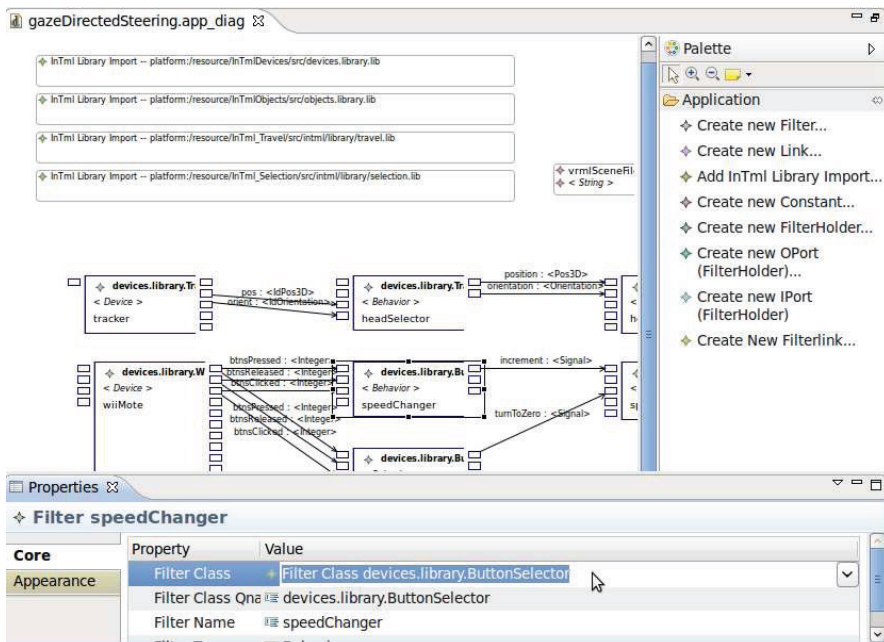 gazeDirectedSteering.app_diag
InTml Library Import -- platform:/resource/InTmlDevices/src/devices.library.lib
InTml Library Import -- platform:/resource/InTmlObjects/src/objects.library.lib
InTml Library Import -- platform:/resource/InTml_Travel/src/intml/library/travel.lib
InTml Library Import -- platform:/resource/InTml_Selection/src/intml/library/selection.lib
vrmlSceneFil
< String >
devices.library.Tr
< Device >
tracker
pos : <IdPos3D>
orient : <IdOrientation>
devices.library.Tr
< Behavior >
headSelector
position : <Pos3D>
orientation : <Orientation>
devices.library.W
< Device >
wiiMote
btnsPressed : <Integer>
btnsReleased : <Integer>
btnsClicked : <Integer>
btnsPressed : <Integer>
btnsReleased : <Integer>
btnsClicked : <Integer>
devices.library.Bu
< Behavior >
speedChanger
increment : <Signal>
turnToZero : <Signal>
devices.library.Bu
Palette
Application
Create new Filter...
Create new Link...
Add InTml Library Import...
Create new Constant...
Create new FilterHolder...
Create new OPort
(FilterHolder)...
Create new IPort
(FilterHolder)
Create New Filterlink...
Properties
Filter speedChanger
Core
Appearance
Property Value
Filter Class Filter Class devices.library.ButtonSelector
Filter Class Qna devices.library.ButtonSelector
Filter Name speedChanger